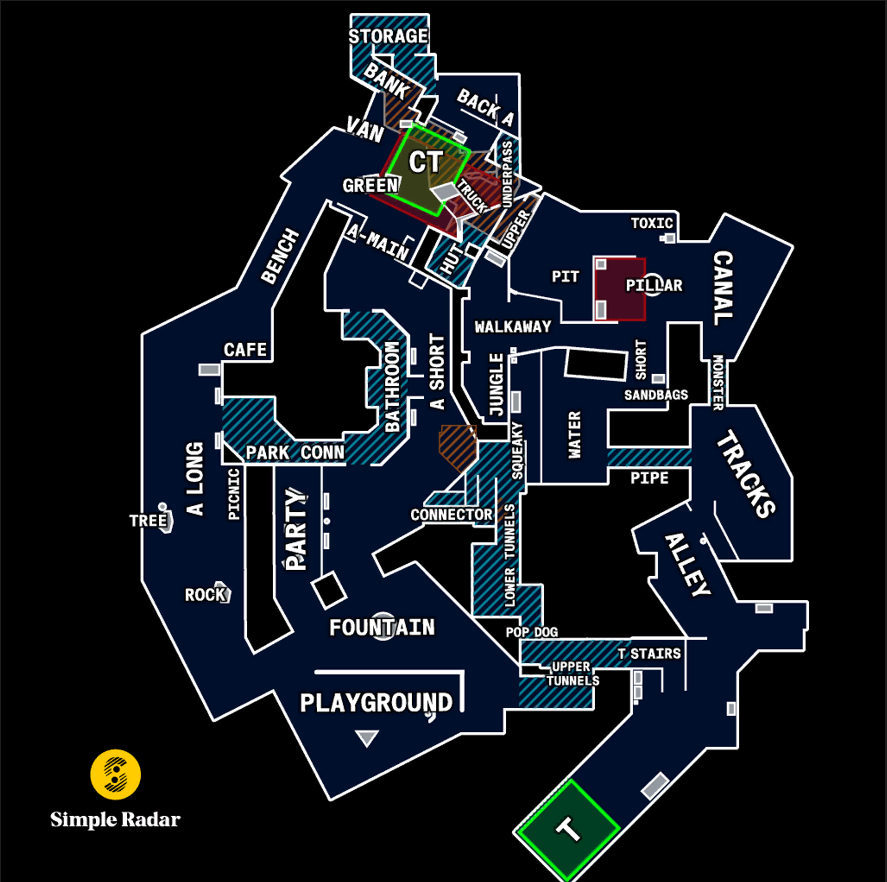 STORAGE
BANK
BACK A
VAN
CT
UNDERPASS
GREEN
TRUCK
UPPER
TOXIC
A-MAIN
HUT
BENCH
PIT
PILLAR
CANAL
WALKAWAY
CAFE
A SHORT
JUNGLE
SHORT
BATHROOM
MONSTER
SANDBAGS
A LONG
PARK CONN
SQUEAKY
WATER
PICNIC
PIPE
TRACKS
TREE
PARTY
CONNECTOR
LOWER TUNNELS
ALLEY
ROCK
FOUNTAIN
POP DOG
T STAIRS
UPPER
TUNNELS
PLAYGROUND
S
Simple Radar
T